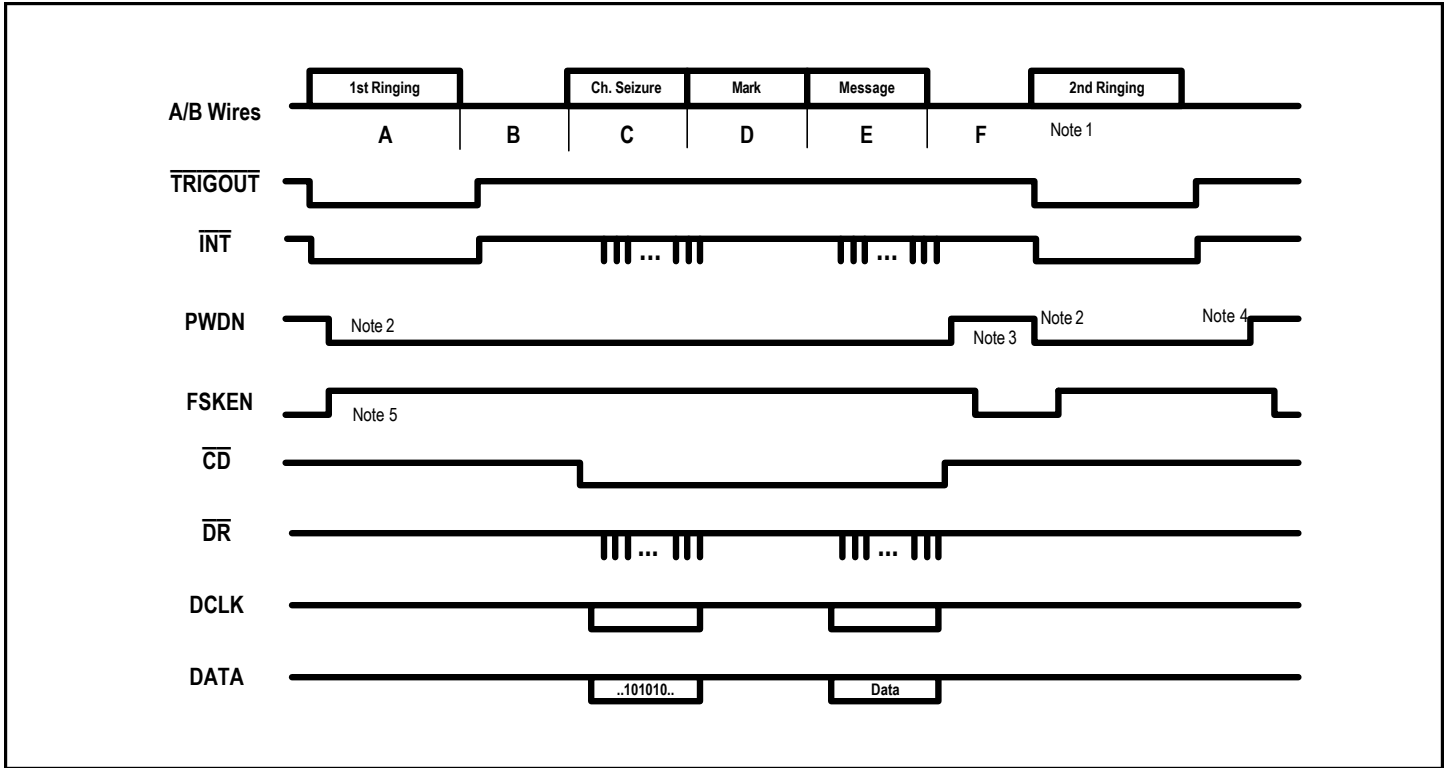 1st Ringing Ch. Seizure Mark Message 2nd Ringing
A/B Wires
A B C D E F Note 1
TRIGOUT
INT ... ...
PWDN Note 2 Note 3 Note 2 Note 4
FSKEN Note 5
CD
DR ... ...
DCLK
DATA ..101010.. Data